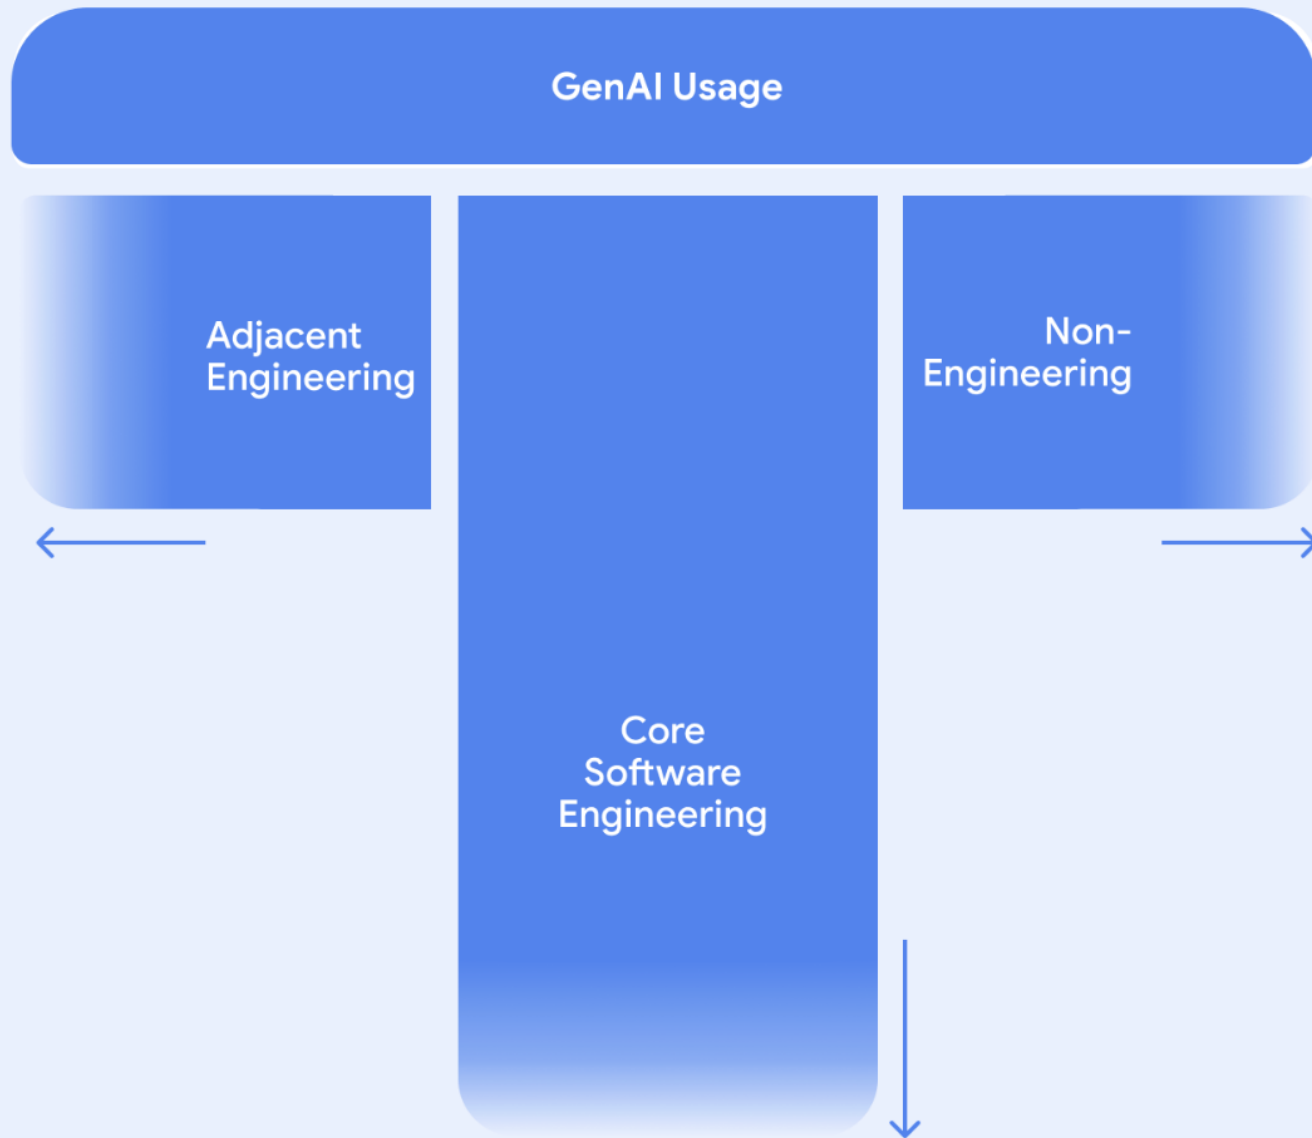 GenAI Usage
Adjacent
Engineering
Non-
Engineering
Core
Software
Engineering